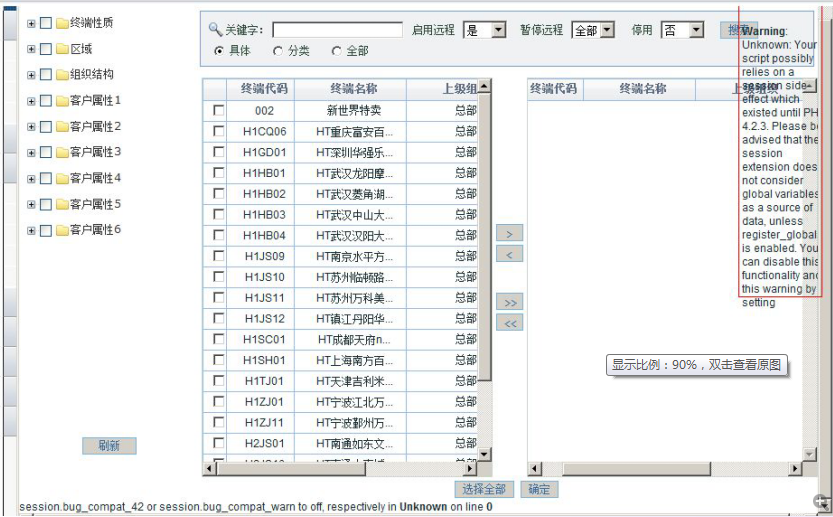 终端性质
区域
组织结构
客户属性1
客户属性2
客户属性3
客户属性4
客户属性5
客户属性6
刷新
关键字: 启用远程 是 暂停远程 全部 停用 否
具体 分类 全部
终端代码 终端名称 上级组
002 新世界特卖 总部
H1CQ06 HT重庆富安百... 总部
H1GD01 HT深圳华强乐... 总部
H1HB01 HT武汉龙阳摩... 总部
H1HB02 HT武汉菱角湖... 总部
H1HB03 HT武汉中山大... 总部
H1HB04 HT武汉汉阳大... 总部
H1JS09 HT南京水平方... 总部
H1JS10 HT苏州临顿路... 总部
H1JS11 HT苏州万科美... 总部
H1JS12 HT镇江丹阳华... 总部
H1SC01 HT成都天府n... 总部
H1SH01 HT上海南方百... 总部
H1TJ01 HT天津吉利米... 总部
H1ZJ01 HT宁波江北万... 总部
H1ZJ11 HT宁波鄞州万... 总部
H2JS01 HT南通如东文... 总部
>
<
>>
<<
终端代码 终端名称 上级组织
Warning:
Unknown: Your
script possibly
relies on a
session side-
effect which
existed until PH
4.2.3. Please be
advised that the
session
extension does
not consider
global variables
as a source of
data, unless
register_global
is enabled. You
can disable this
functionality and
this warning by
setting
显示比例：90%，双击查看原图
选择全部 确定
session.bug_compat_42 or session.bug_compat_warn to off, respectively in Unknown on line 0